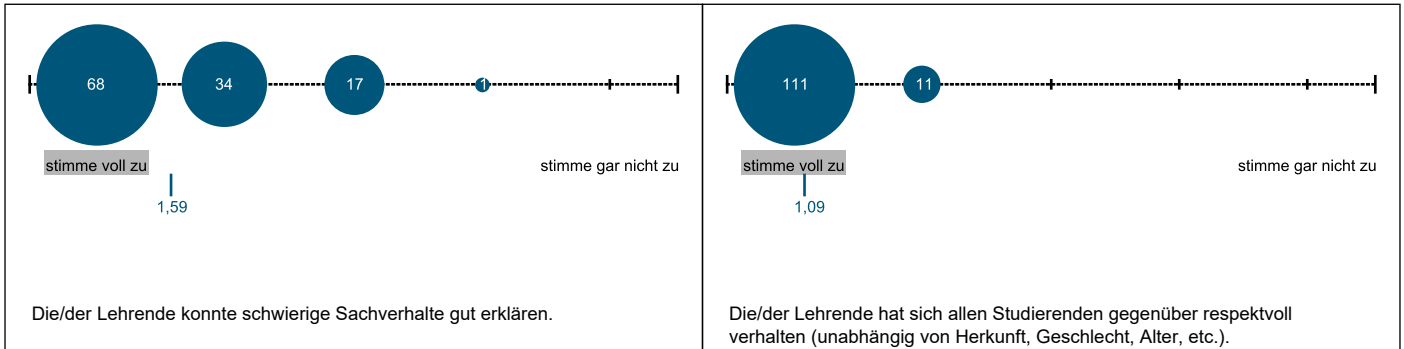 68 34 17 1
stimme voll zu stimme gar nicht zu
1,59
Die/der Lehrende konnte schwierige Sachverhalte gut erklären.
111 11
stimme voll zu stimme gar nicht zu
1,09
Die/der Lehrende hat sich allen Studierenden gegenüber respektvoll
verhalten (unabhängig von Herkunft, Geschlecht, Alter, etc.).